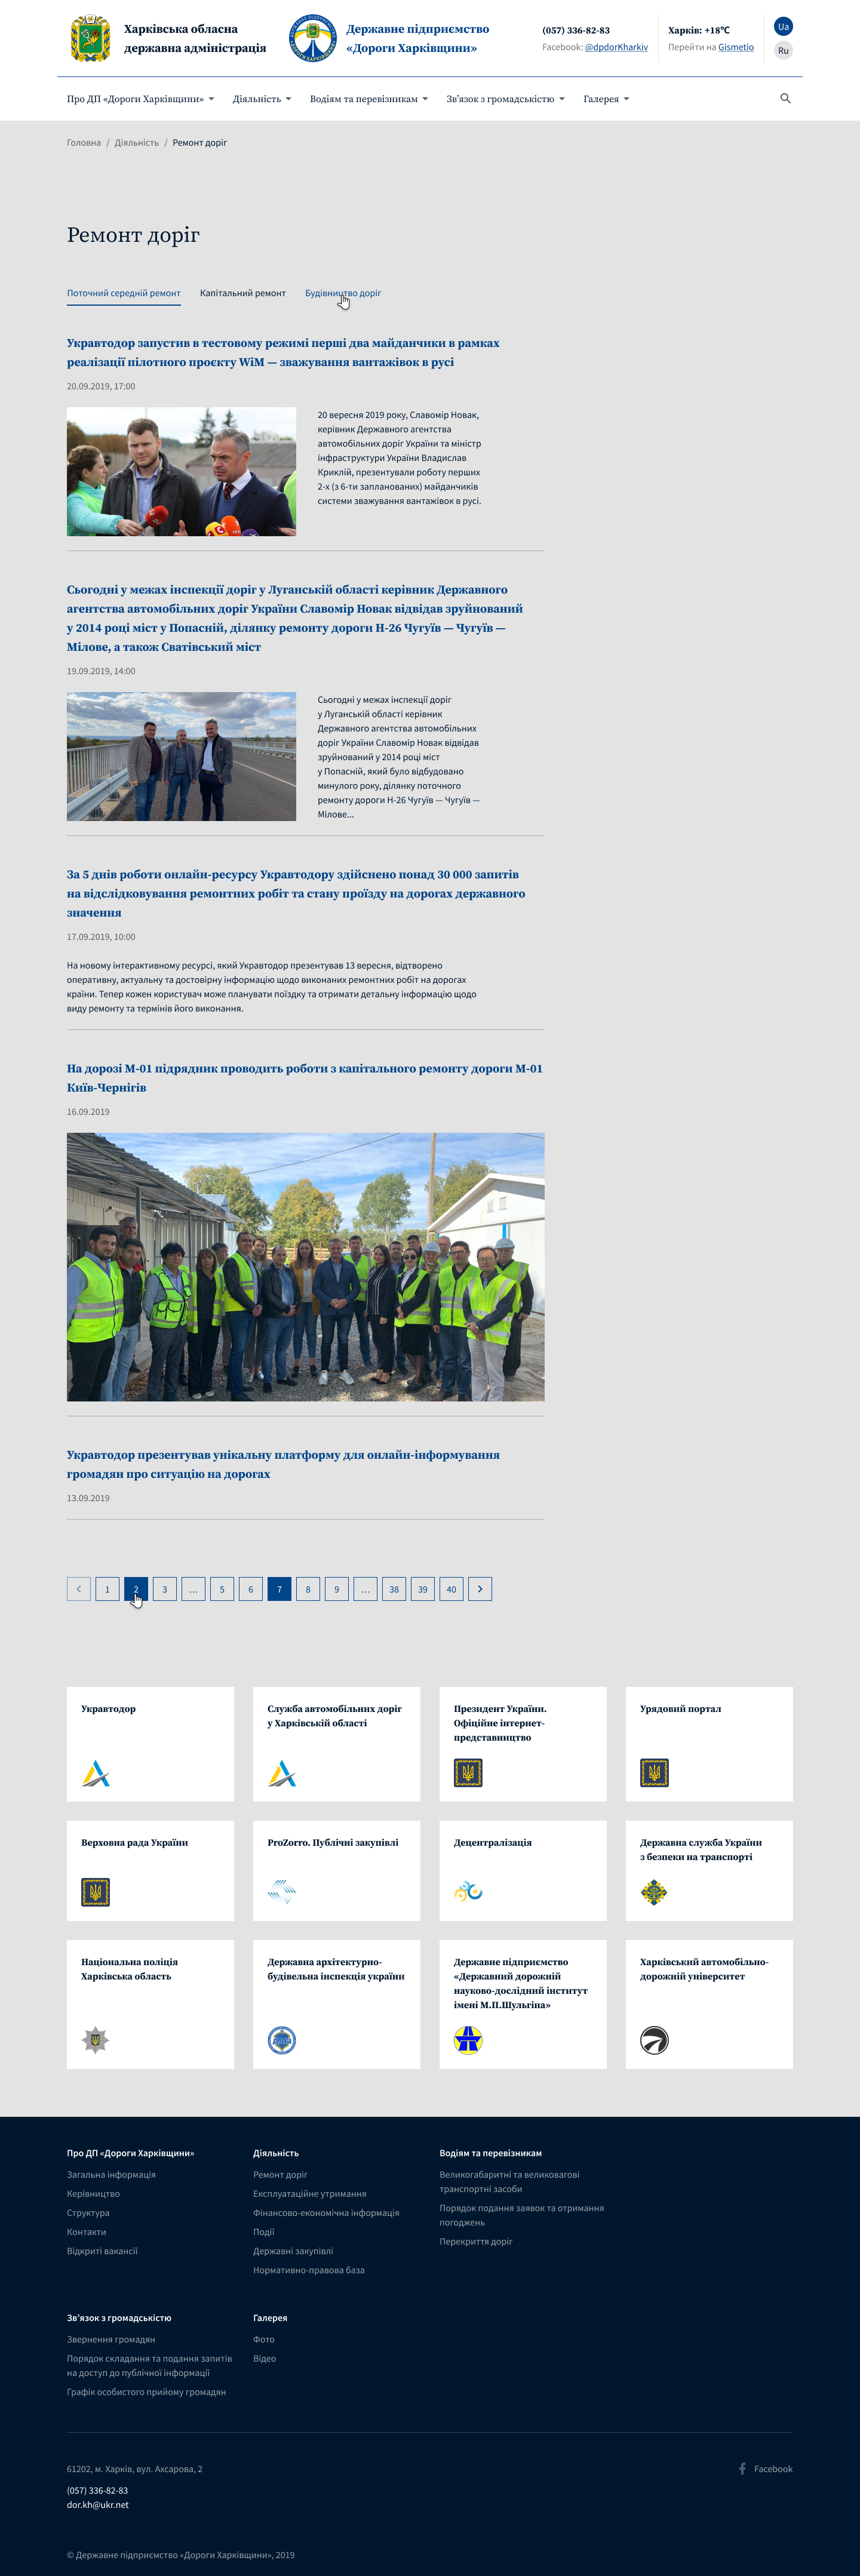 Харківська обласна
державна адміністрація
Державне підприємство
«Дороги Харківщини»
(057) 336-82-83
Facebook: @dpdorKharkiv
Харків: +18℃
Перейти на Gismetio
Ua
Ru
Про ДП «Дороги Харківщини»
Діяльність
Водіям та перевізникам
Зв’язок з громадськістю
Галерея
Головна / Діяльність / Ремонт доріг
Ремонт доріг
Поточний середній ремонт
Капітальний ремонт
Будівництво доріг
Укравтодор запустив в тестовому режимі перші два майданчики в рамках
реалізації пілотного проєкту WiM — зважування вантажівок в русі
20.09.2019, 17:00
20 вересня 2019 року, Славомір Новак,
керівник Державного агентства
автомобільних доріг України та міністр
інфраструктури України Владислав
Криклій, презентували роботу перших
2-х (з 6-ти запланованих) майданчиків
системи зважування вантажівок в русі.
Сьогодні у межах інспекції доріг у Луганській області керівник Державного
агентства автомобільних доріг України Славомір Новак відвідав зруйнований
у 2014 році міст у Попасній, ділянку ремонту дороги Н-26 Чугуїв — Чугуїв —
Мілове, а також Сватівський міст
19.09.2019, 14:00
Сьогодні у межах інспекції доріг
у Луганській області керівник
Державного агентства автомобільних
доріг України Славомір Новак відвідав
зруйнований у 2014 році міст
у Попасній, який було відбудовано
минулого року, ділянку поточного
ремонту дороги Н-26 Чугуїв — Чугуїв —
Мілове...
За 5 днів роботи онлайн-ресурсу Укравтодору здійснено понад 30 000 запитів
на відслідковування ремонтних робіт та стану проїзду на дорогах державного
значення
17.09.2019, 10:00
На новому інтерактивному ресурсі, який Укравтодор презентував 13 вересня, відтворено
оперативну, актуальну та достовірну інформацію щодо виконаних ремонтних робіт на дорогах
країни. Тепер кожен користувач може планувати поїздку та отримати детальну інформацію щодо
виду ремонту та термінів його виконання.
На дорозі М-01 підрядник проводить роботи з капітального ремонту дороги М-01
Київ-Чернігів
16.09.2019
Укравтодор презентував унікальну платформу для онлайн-інформування
громадян про ситуацію на дорогах
13.09.2019
1 2 3 … 5 6 7 8 9 … 38 39 40
Укравтодор
Служба автомобільних доріг
у Харківській області
Президент України.
Офіційне інтернет-
представництво
Урядовий портал
Верховна рада України
ProZorro. Публічні закупівлі
Децентралізація
Державна служба України
з безпеки на транспорті
Національна поліція
Харківська область
Державна архітектурно-
будівельна інспекція україни
Державне підприємство
«Державний дорожній
науково-дослідний інститут
імені М.П.Шульгіна»
Харківський автомобільно-
дорожній університет
Про ДП «Дороги Харківщини»
Загальна інформація
Керівництво
Структура
Контакти
Відкриті вакансії
Діяльність
Ремонт доріг
Експлуатаційне утримання
Фінансово-економічна інформація
Події
Державні закупівлі
Нормативно-правова база
Водіям та перевізникам
Великогабаритні та великовагові
транспортні засоби
Порядок подання заявок та отримання
погоджень
Перекриття доріг
Зв’язок з громадськістю
Звернення громадян
Порядок складання та подання запитів
на доступ до публічної інформації
Графік особистого прийому громадян
Галерея
Фото
Відео
61202, м. Харків, вул. Ахсарова, 2
Facebook
(057) 336-82-83
dor.kh@ukr.net
© Державне підприємство «Дороги Харківщини», 2019